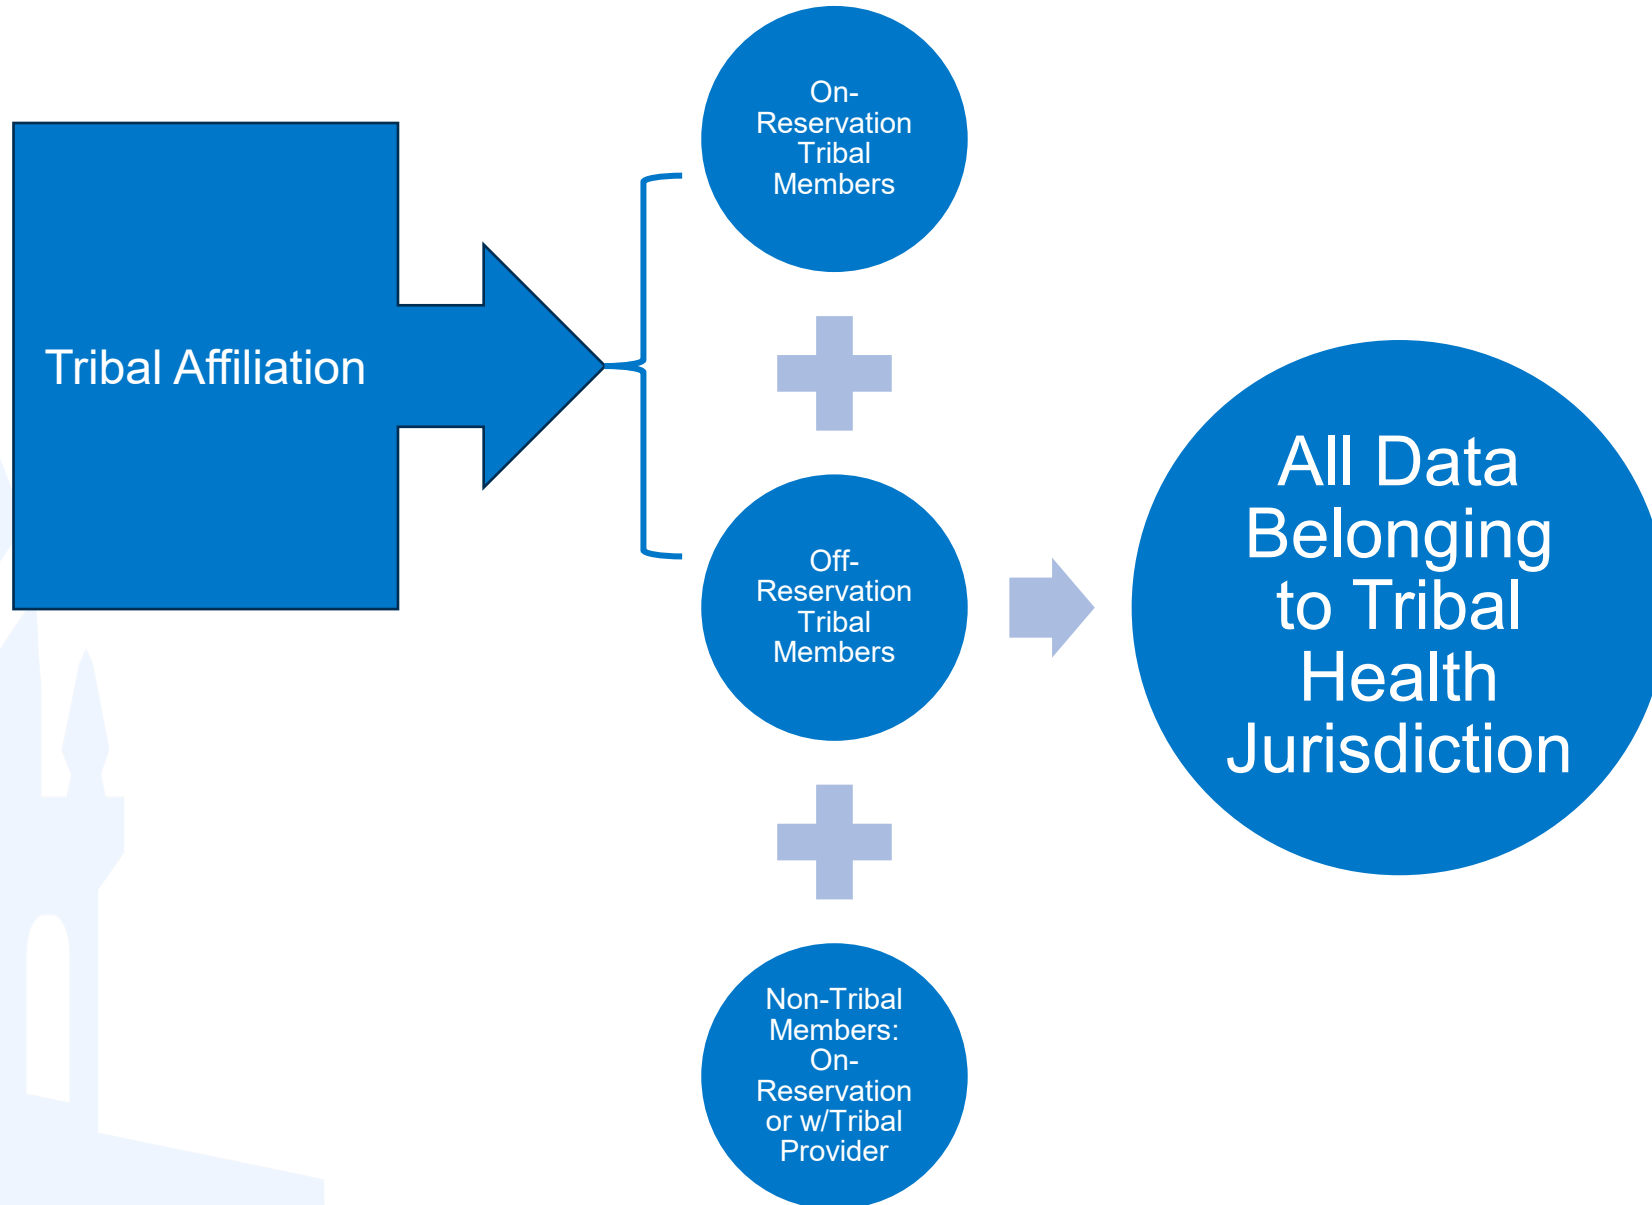 Tribal Affiliation
On-
Reservation
Tribal
Members
Off-
Reservation
Tribal
Members
Non-Tribal
Members:
On-
Reservation
or w/Tribal
Provider
All Data
Belonging
to Tribal
Health
Jurisdiction